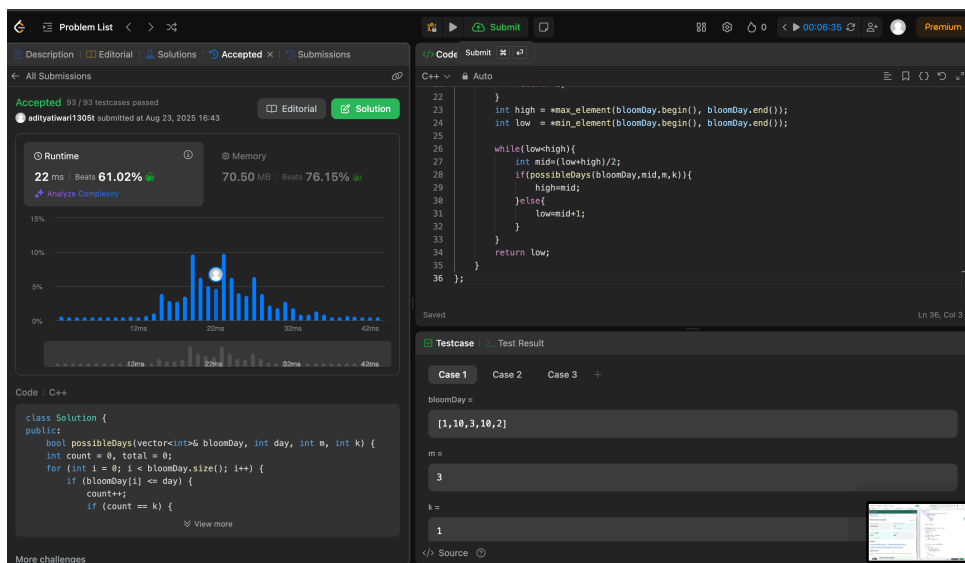 Problem List
Submit
0
00:06:35
Premium
Description | Editorial | Solutions | Accepted × | Submissions
← All Submissions
Accepted 93 / 93 testcases passed
adityatiwari1305t submitted at Aug 23, 2025 16:43
Editorial
Solution
Runtime
22 ms | Beats 61.02%
Analyze Complexity
Memory
70.50 MB | Beats 76.15%
15%
10%
5%
0%
12ms 22ms 32ms 42ms
12ms 22ms 32ms 42ms
Code | C++
class Solution {
public:
    bool possibleDays(vector<int>& bloomDay, int day, int m, int k) {
    int count = 0, total = 0;
    for (int i = 0; i < bloomDay.size(); i++) {
        if (bloomDay[i] <= day) {
            count++;
            if (count == k) {
View more
More challenges
</> Code
Submit ⌘ ⏎
C++ Auto
22 }
23 int high = *max_element(bloomDay.begin(), bloomDay.end());
24 int low  = *min_element(bloomDay.begin(), bloomDay.end());
25
26 while(low<high){
27 int mid=(low+high)/2;
28 if(possibleDays(bloomDay,mid,m,k)){
29 high=mid;
30 }else{
31 low=mid+1;
32 }
33 }
34 return low;
35 }
36 };
Saved
Ln 36, Col 3
Testcase | >_ Test Result
Case 1 Case 2 Case 3 +
bloomDay =
[1,10,3,10,2]
m =
3
k =
1
</> Source